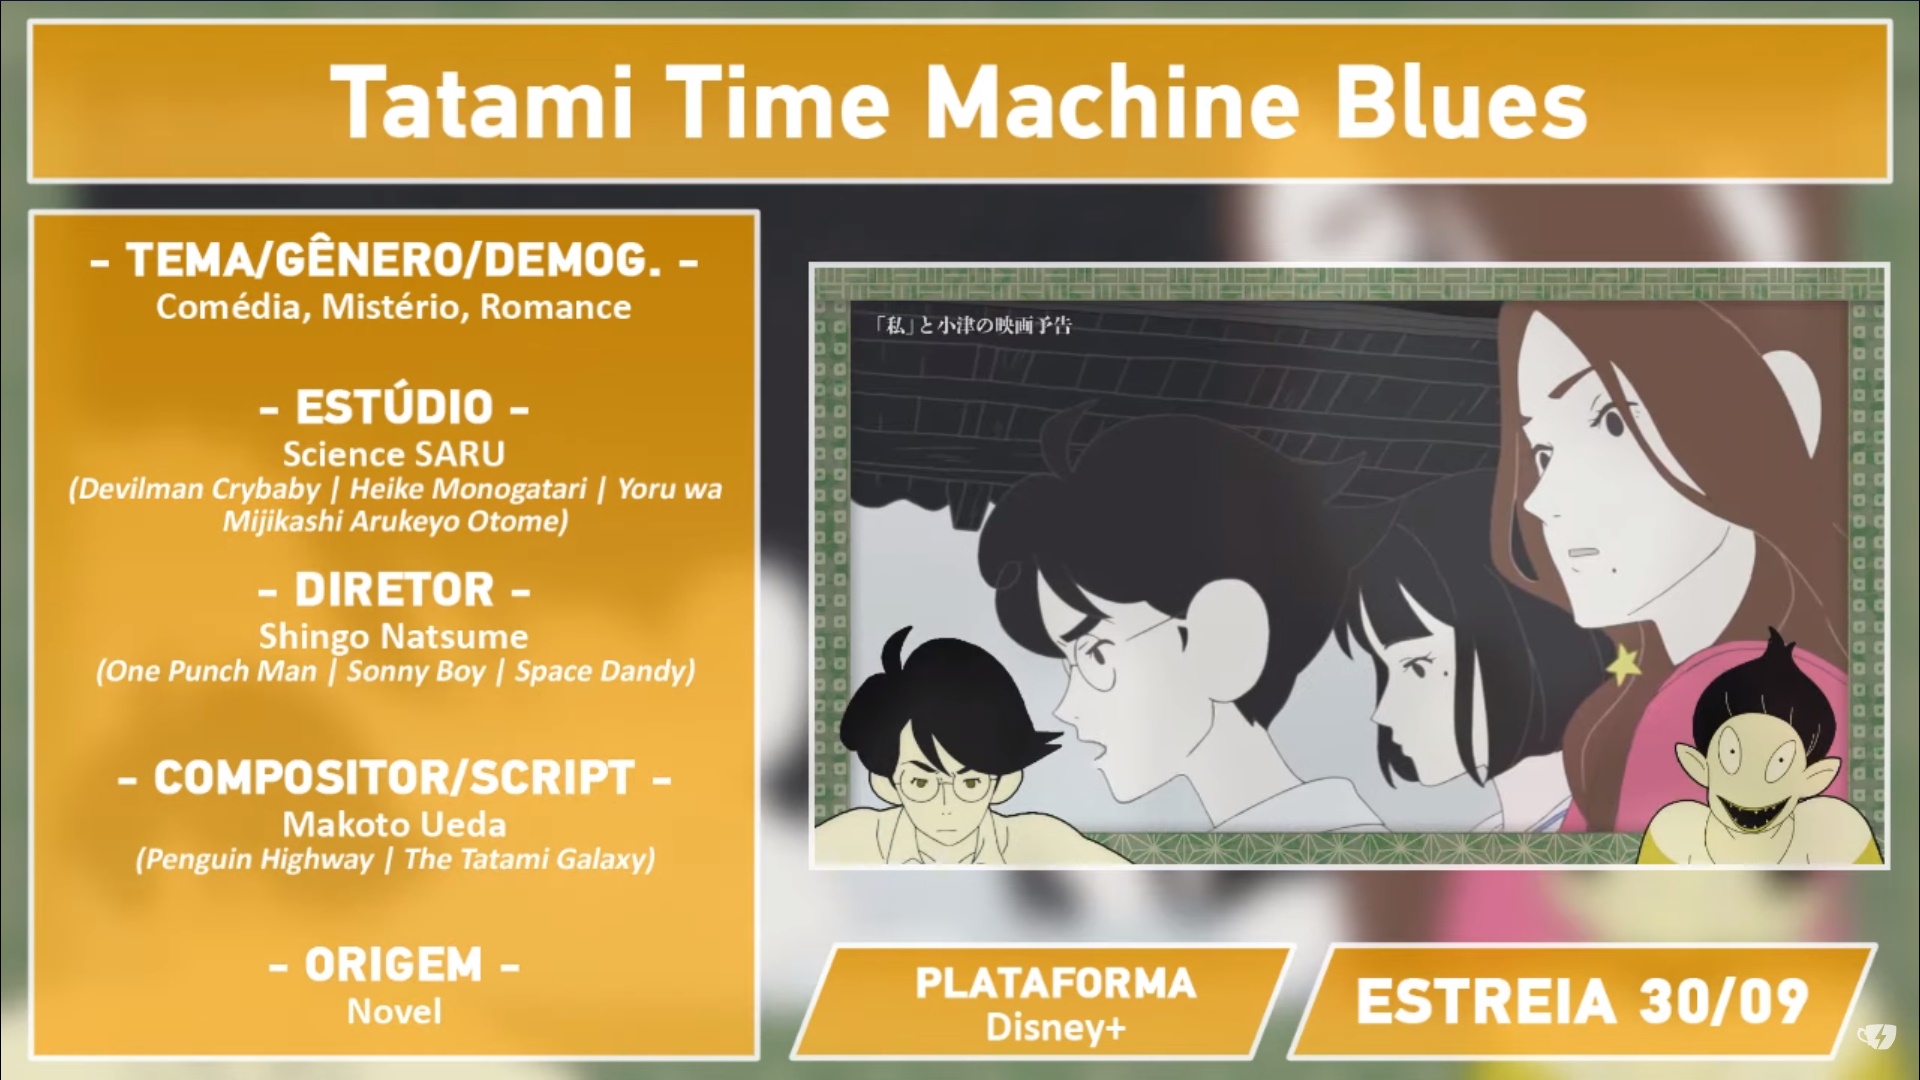 Tatami Time Machine Blues
- TEMA/GÊNERO/DEMOG. -
Comédia, Mistério, Romance
- ESTÚDIO -
Science SARU
(Devilman Crybaby | Heike Monogatari | Yoru wa
Mijikashi Arukeyo Otome)
- DIRETOR -
Shingo Natsume
(One Punch Man | Sonny Boy | Space Dandy)
- COMPOSITOR/SCRIPT -
Makoto Ueda
(Penguin Highway | The Tatami Galaxy)
- ORIGEM -
Novel
「私」と小津の映画予告
PLATAFORMA
Disney+
ESTREIA 30/09